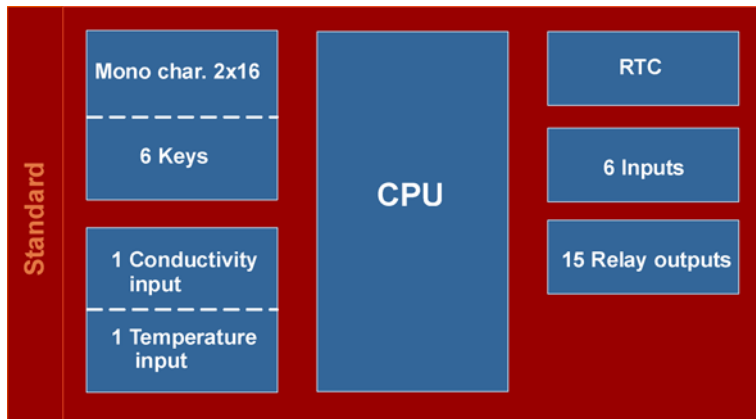 Standard
Mono char. 2x16
6 Keys
1 Conductivity
input
1 Temperature
input
CPU
RTC
6 Inputs
15 Relay outputs